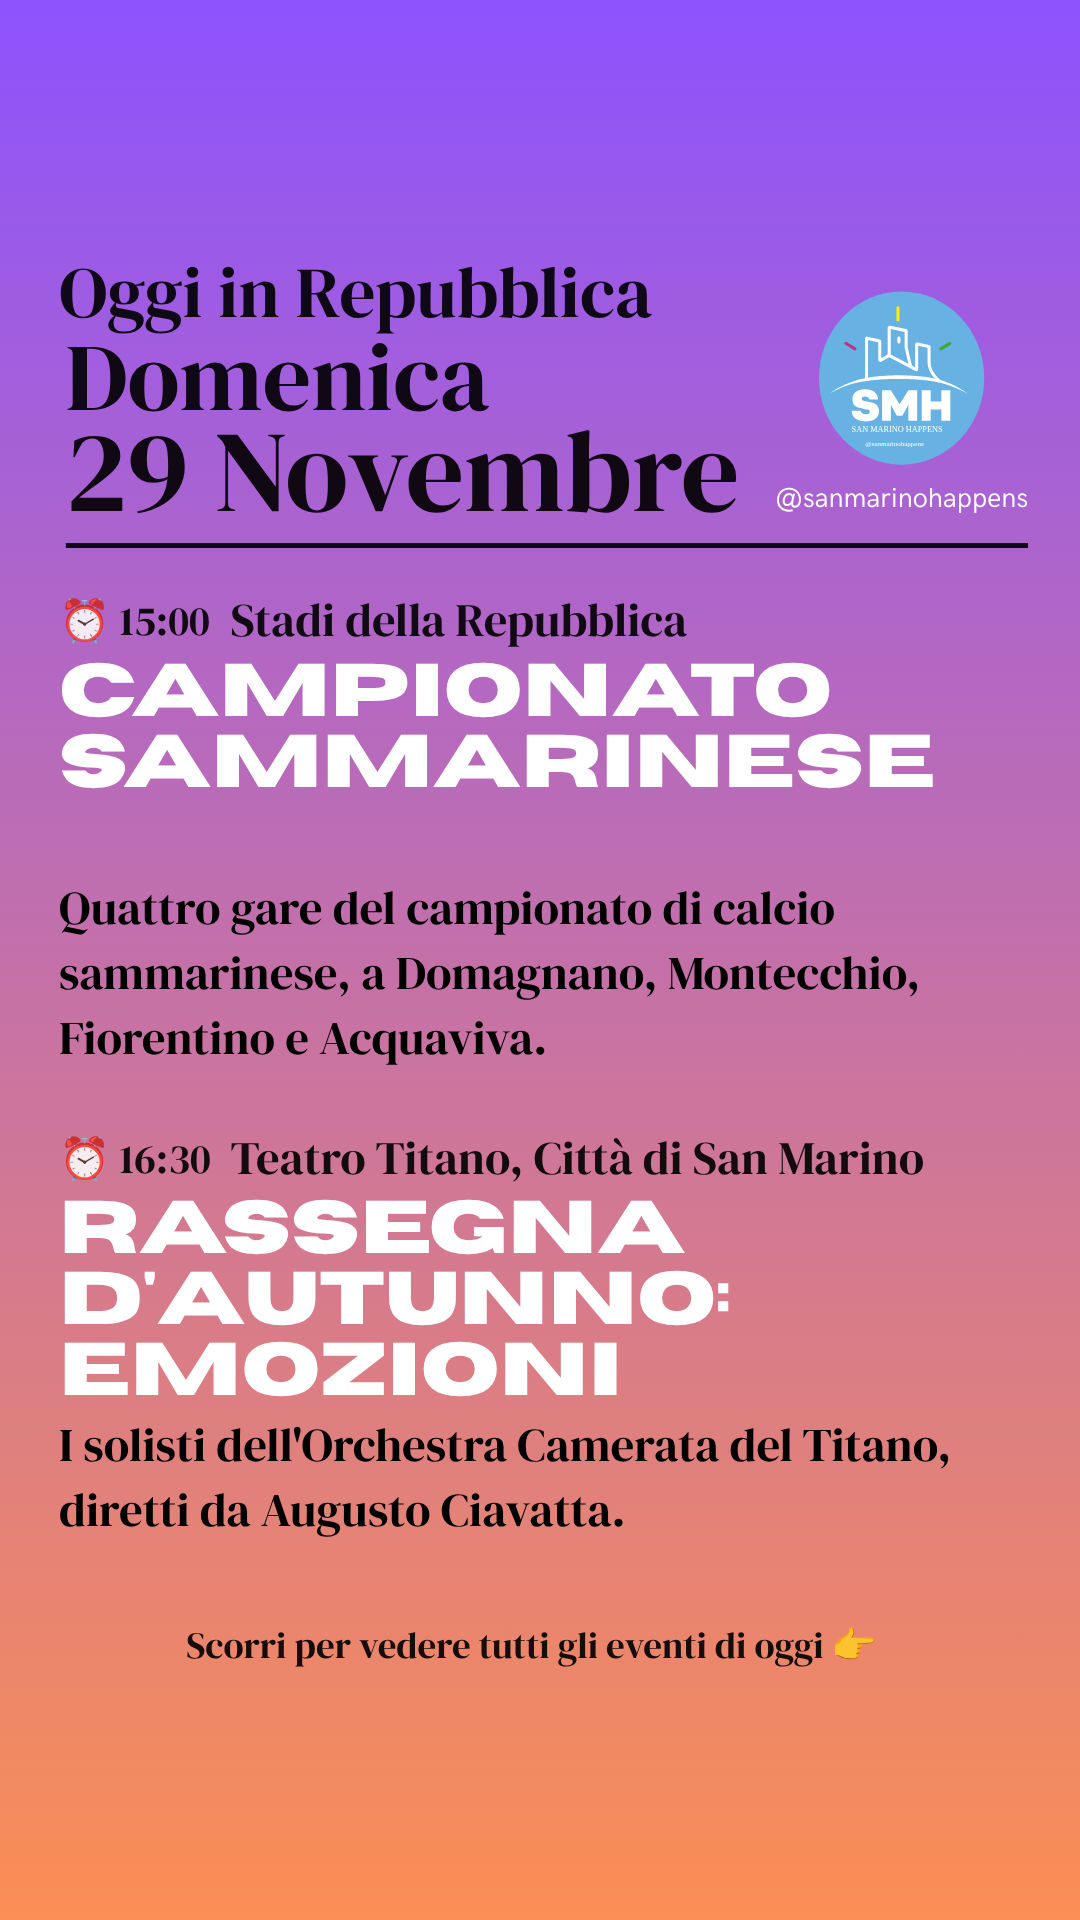 Oggi in Repubblica
Domenica
29 Novembre
SMH
SAN MARINO HAPPENS
@sanmarinohappens
@sanmarinohappens
⏰ 15:00 Stadi della Repubblica
CAMPIONATO
SAMMARINESE
Quattro gare del campionato di calcio
sammarinese, a Domagnano, Montecchio,
Fiorentino e Acquaviva.
⏰ 16:30 Teatro Titano, Città di San Marino
RASSEGNA
D'AUTUNNO:
EMOZIONI
I solisti dell'Orchestra Camerata del Titano,
diretti da Augusto Ciavatta.
Scorri per vedere tutti gli eventi di oggi 👉